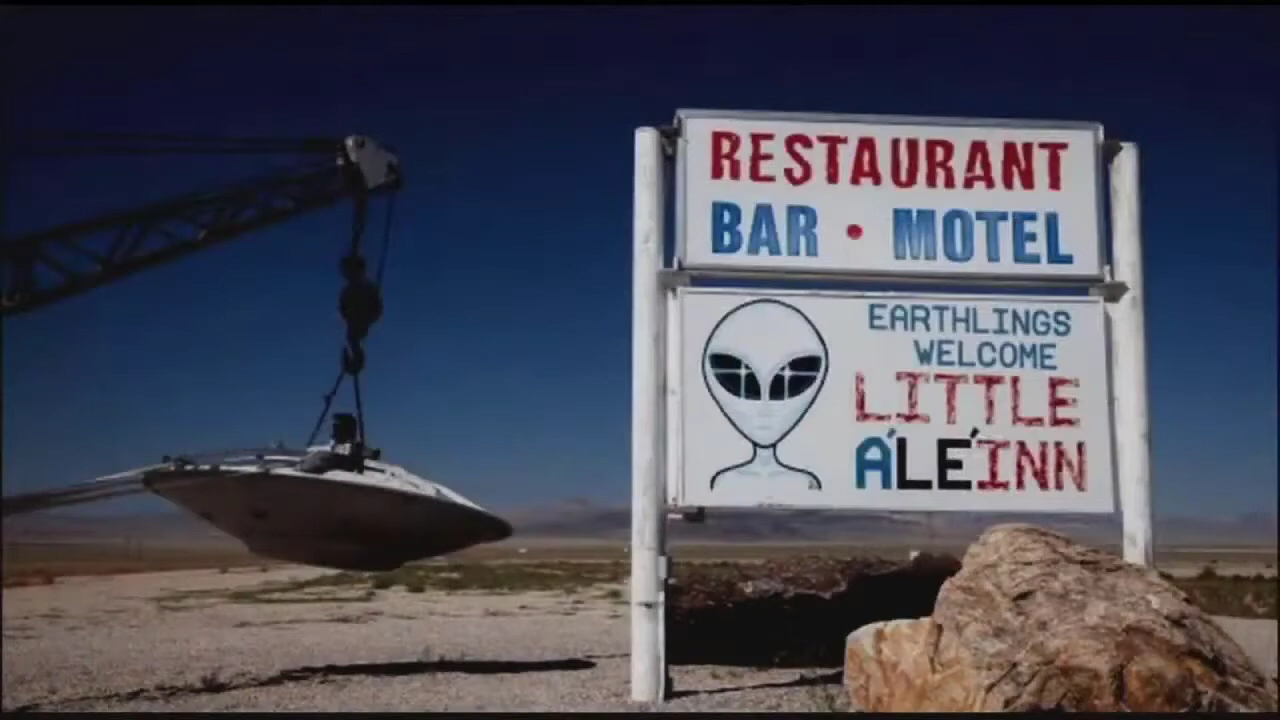 RESTAURANT
BAR • MOTEL
EARTHLINGS
WELCOME
LITTLE
A'LE'INN